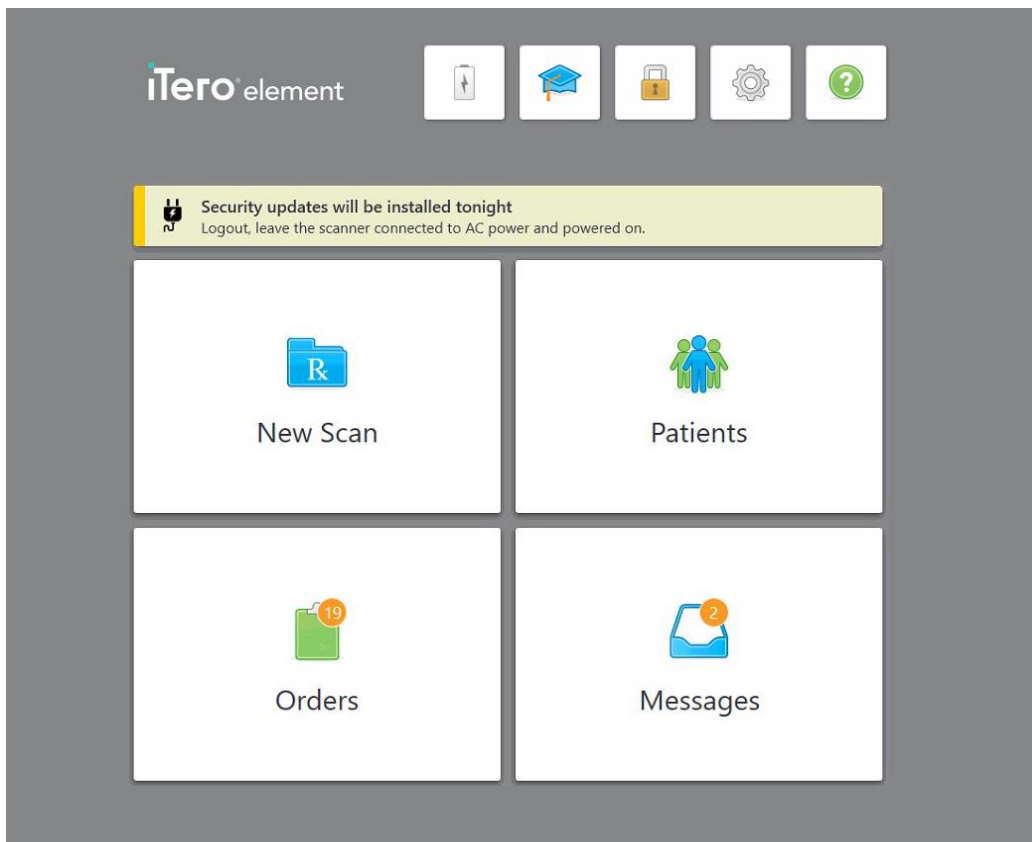 iTero element
Security updates will be installed tonight
Logout, leave the scanner connected to AC power and powered on.
Rx
New Scan
Patients
19
Orders
2
Messages
?